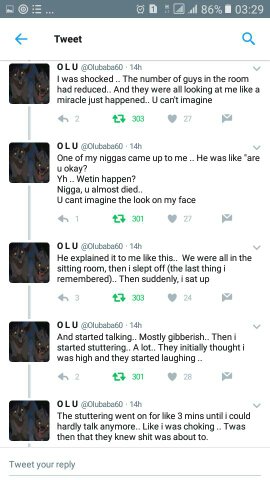 86% 03:29
Tweet
O L U @Olubaba60 · 14h
I was shocked .. The number of guys in the room
had reduced.. And they were all looking at me like a
miracle just happened.. U can't imagine
2 303 27
O L U @Olubaba60 · 14h
One of my niggas came up to me .. He was like "are
u okay?
Yh .. Wetin happen?
Nigga, u almost died..
U cant imagine the look on my face
1 301 27
O L U @Olubaba60 · 14h
He explained it to me like this.. We were all in the
sitting room, then i slept off (the last thing i
remembered).. Then suddenly, i sat up
3 303 24
O L U @Olubaba60 · 14h
And started talking.. Mostly gibberish.. Then i
started stuttering.. A lot.. They initially thought i
was high and they started laughing ..
2 301 28
O L U @Olubaba60 · 14h
The stuttering went on for like 3 mins until i could
hardly talk anymore.. Like i was choking .. Twas
then that they knew shit was about to.
Tweet your reply